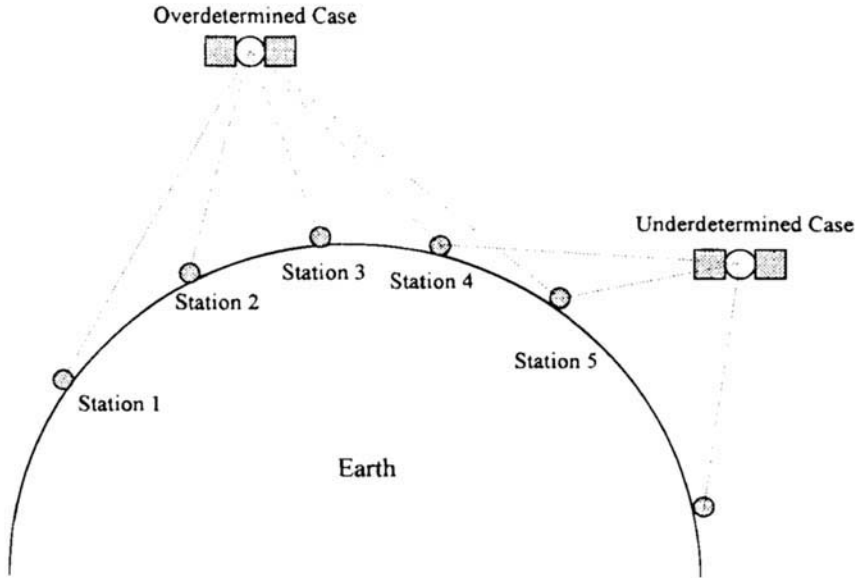 Overdetermined Case
Underdetermined Case
Station 3
Station 4
Station 2
Station 5
Station 1
Earth